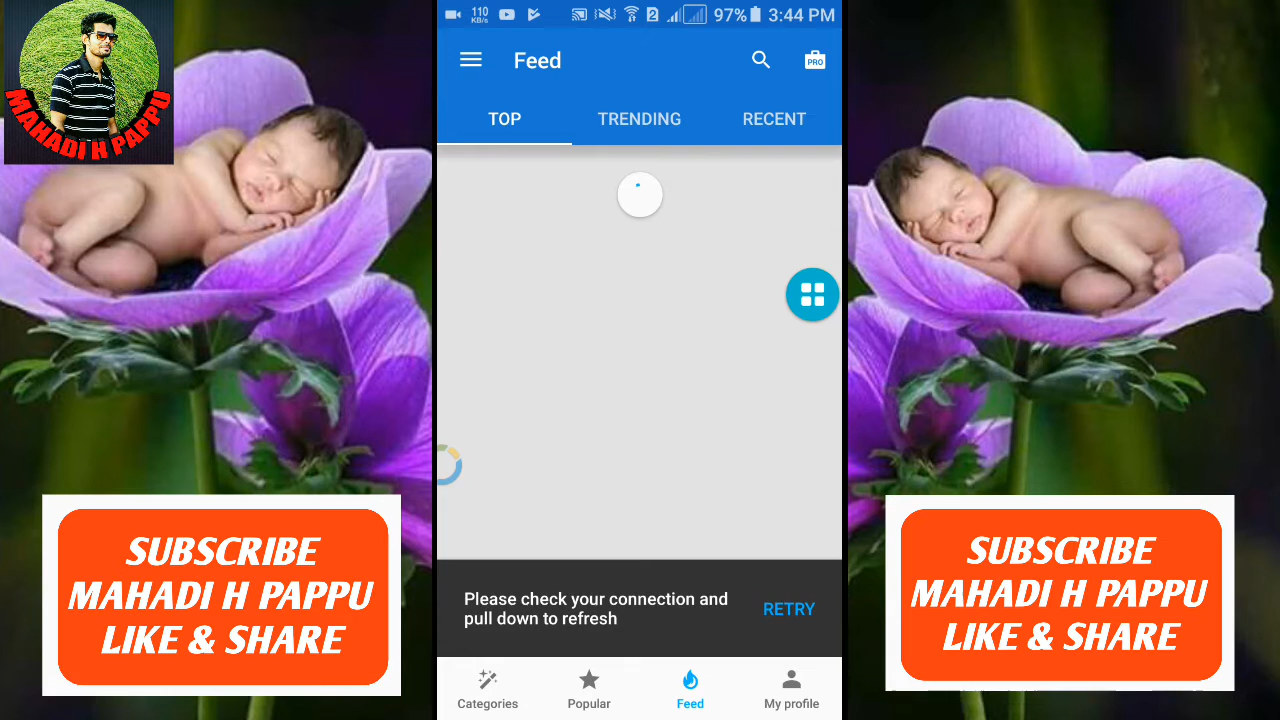 MAHADI H PAPPU
110
KB/s
2
97%
3:44 PM
Feed
PRO
TOP
TRENDING
RECENT
Please check your connection and
pull down to refresh
RETRY
Categories
Popular
Feed
My profile
SUBSCRIBE
MAHADI H PAPPU
LIKE & SHARE
SUBSCRIBE
MAHADI H PAPPU
LIKE & SHARE